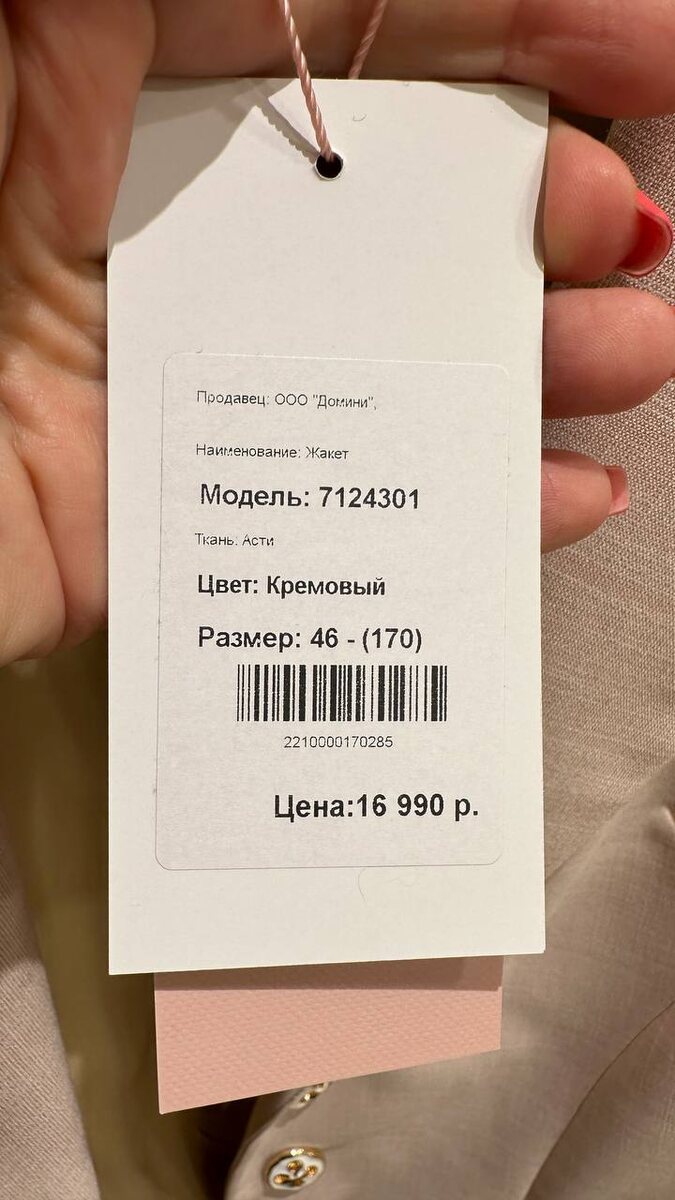 Продавец: ООО "Домини",
Наименование: Жакет
Модель: 7124301
Ткань: Асти
Цвет: Кремовый
Размер: 46 - (170)
2210000170285
Цена:16 990 р.